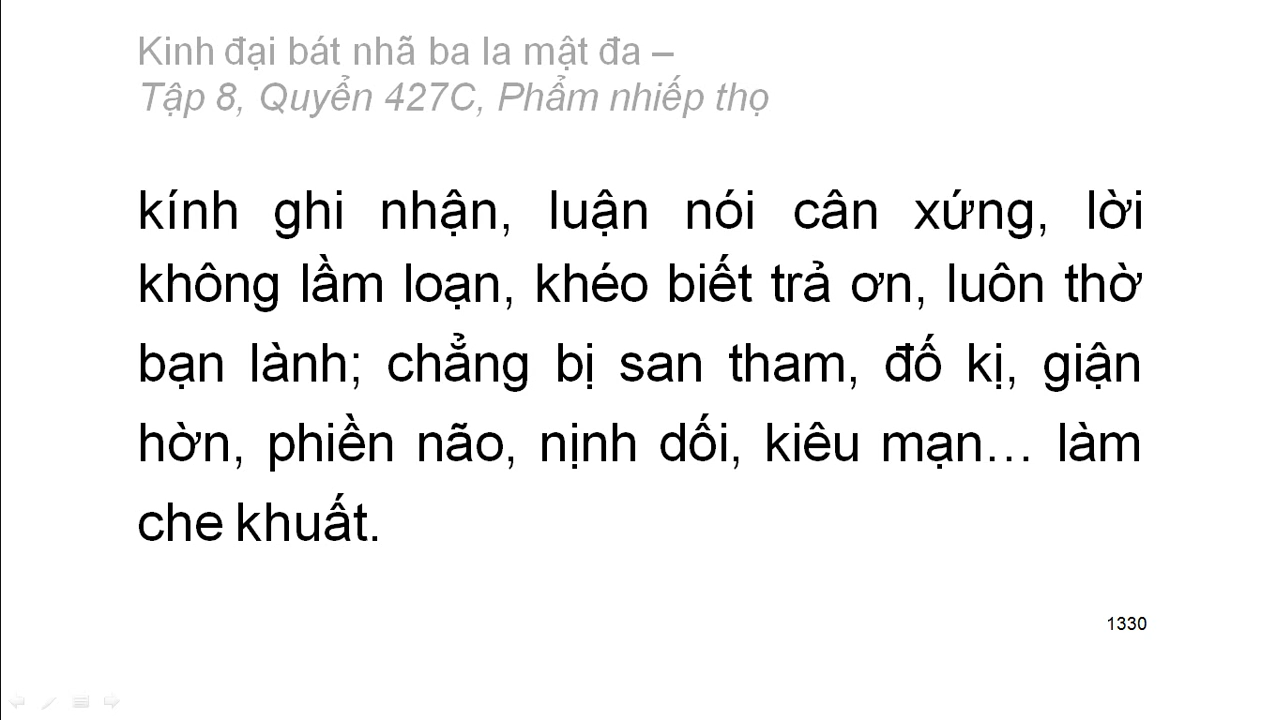 Kinh đại bát nhã ba la mật đa –
Tập 8, Quyển 427C, Phẩm nhiếp thọ
kính ghi nhận, luận nói cân xứng, lời
không lầm loạn, khéo biết trả ơn, luôn thờ
bạn lành; chẳng bị san tham, đố kị, giận
hờn, phiền não, nịnh dối, kiêu mạn… làm
che khuất.
1330